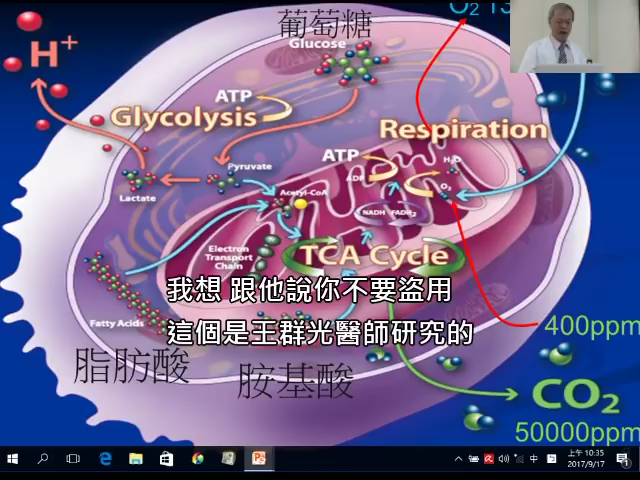 葡萄糖
Glucose
O₂ 13
H⁺
ATP
Glycolysis
Respiration
ATP
ADP
H₂O
O₂
Pyruvate
Lactate
Acetyl-CoA
NADH
FADH₂
Electron
Transport
Chain
TCA Cycle
我想 跟他說你不要盜用
這個是王群光醫師研究的
Fatty Acids
400ppm
脂肪酸
胺基酸
CO₂
50000ppm
中
上午 10:35
2017/9/17
1